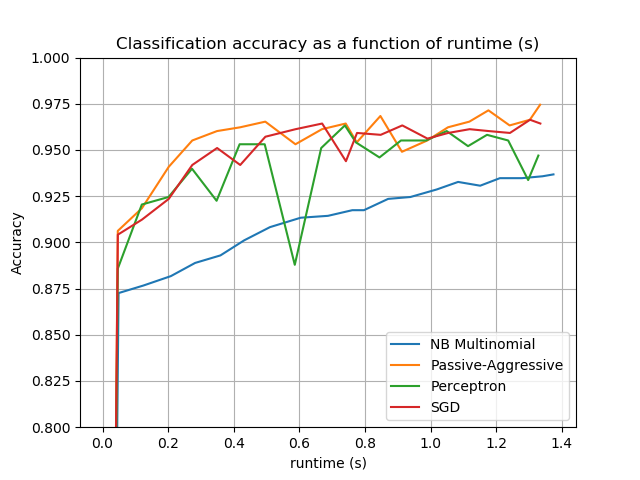 Classification accuracy as a function of runtime (s)
1.000
0.975
0.950
0.925
0.900
0.875
0.850
0.825
0.800
Accuracy
NB Multinomial
Passive-Aggressive
Perceptron
SGD
0.0 0.2 0.4 0.6 0.8 1.0 1.2 1.4
runtime (s)